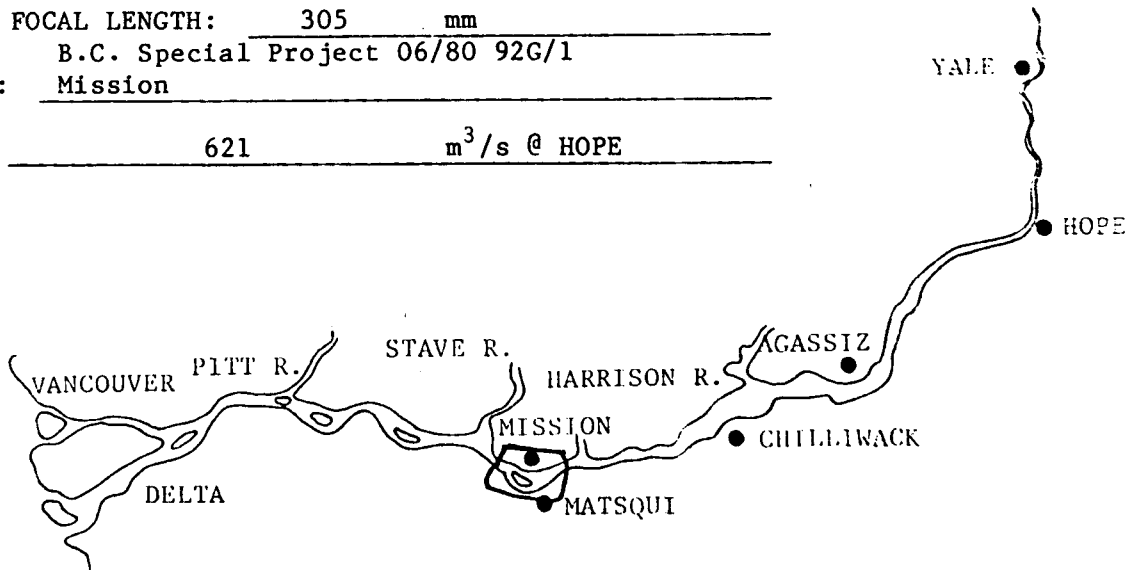 FOCAL LENGTH: 305 mm
B.C. Special Project 06/80 92G/1
: Mission
621 m³/s @ HOPE
YALE
HOPE
AGASSIZ
STAVE R.
PITT R.
HARRISON R.
VANCOUVER
MISSION
CHILLIWACK
DELTA
MATSQUI